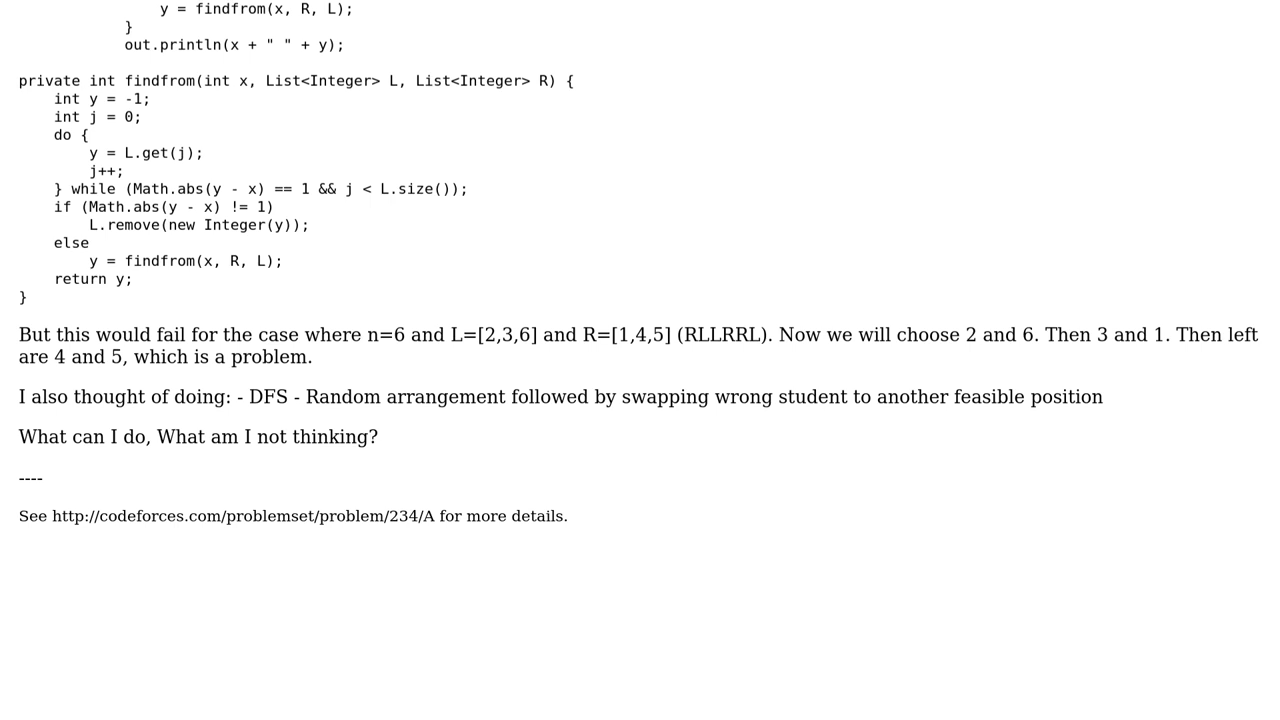 y = findfrom(x, R, L);
            }
            out.println(x + " " + y);

private int findfrom(int x, List<Integer> L, List<Integer> R) {
    int y = -1;
    int j = 0;
    do {
        y = L.get(j);
        j++;
    } while (Math.abs(y - x) == 1 && j < L.size());
    if (Math.abs(y - x) != 1)
        L.remove(new Integer(y));
    else
        y = findfrom(x, R, L);
    return y;
}
But this would fail for the case where n=6 and L=[2,3,6] and R=[1,4,5] (RLLRRL). Now we will choose 2 and 6. Then 3 and 1. Then left
are 4 and 5, which is a problem.
I also thought of doing: - DFS - Random arrangement followed by swapping wrong student to another feasible position
What can I do, What am I not thinking?
----
See http://codeforces.com/problemset/problem/234/A for more details.